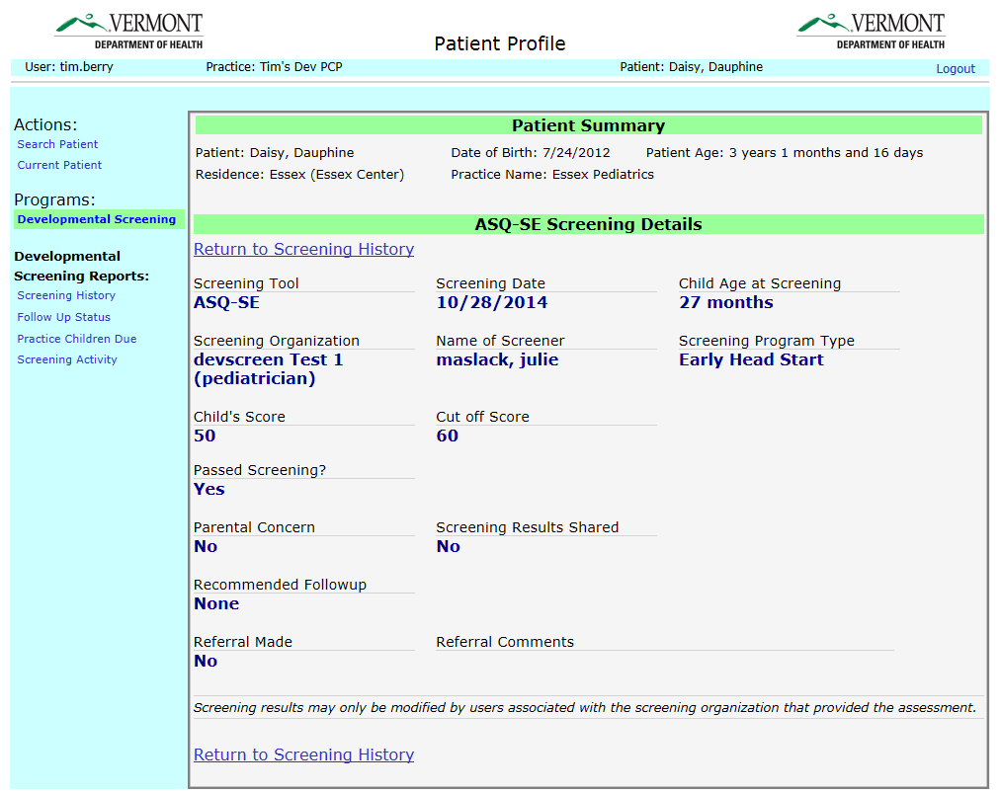 VERMONT
DEPARTMENT OF HEALTH
Patient Profile
VERMONT
DEPARTMENT OF HEALTH
User: tim.berry Practice: Tim's Dev PCP Patient: Daisy, Dauphine Logout
Actions:
Search Patient
Current Patient
Programs:
Developmental Screening
Developmental
Screening Reports:
Screening History
Follow Up Status
Practice Children Due
Screening Activity
Patient Summary
Patient: Daisy, Dauphine Date of Birth: 7/24/2012 Patient Age: 3 years 1 months and 16 days
Residence: Essex (Essex Center) Practice Name: Essex Pediatrics
ASQ-SE Screening Details
Return to Screening History
Screening Tool Screening Date Child Age at Screening
ASQ-SE 10/28/2014 27 months
Screening Organization Name of Screener Screening Program Type
devscreen Test 1 maslack, julie Early Head Start
(pediatrician)
Child's Score Cut off Score
50 60
Passed Screening?
Yes
Parental Concern Screening Results Shared
No No
Recommended Followup
None
Referral Made Referral Comments
No
Screening results may only be modified by users associated with the screening organization that provided the assessment.
Return to Screening History